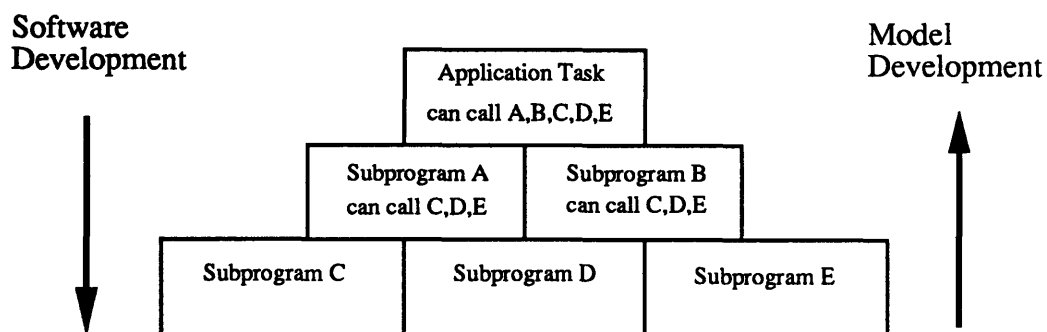 Software
Development
Model
Development
Application Task
can call A,B,C,D,E
Subprogram A
can call C,D,E
Subprogram B
can call C,D,E
Subprogram C
Subprogram D
Subprogram E